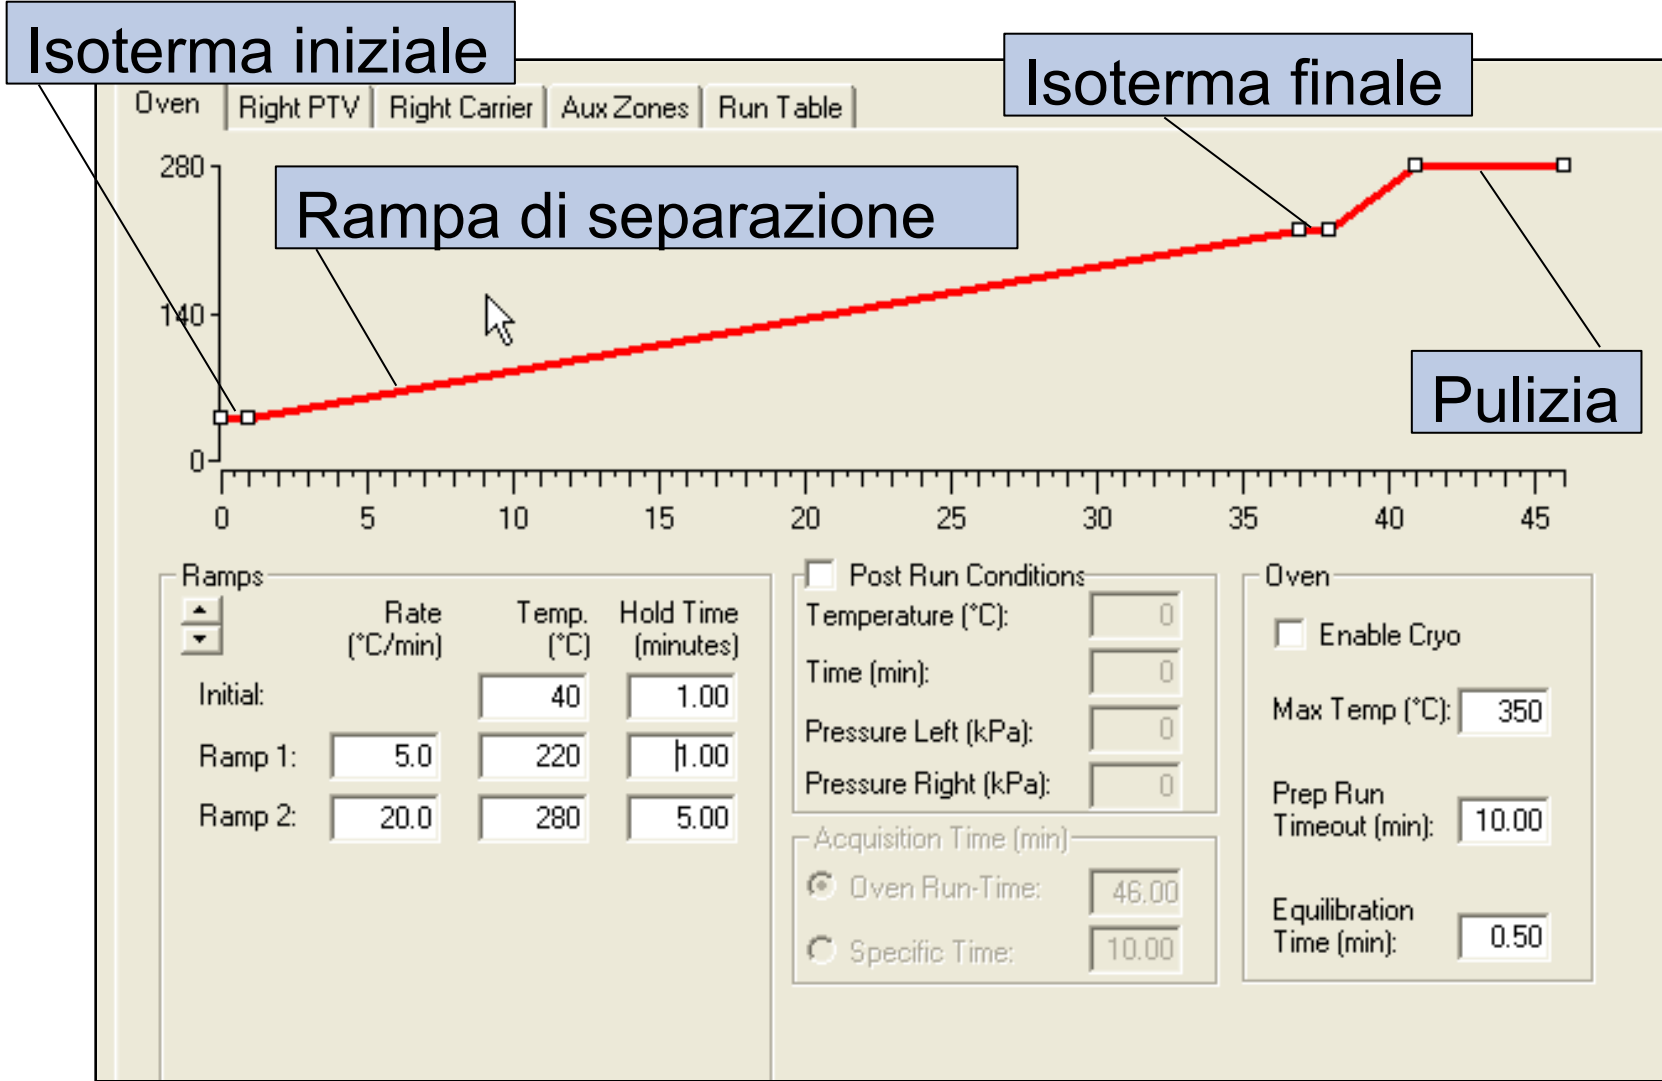 Isoterma iniziale
Isoterma finale
Oven Right PTV Right Carrier Aux Zones Run Table
280
Rampa di separazione
140
Pulizia
0
0 5 10 15 20 25 30 35 40 45
Ramps
Rate Temp. Hold Time
(°C/min) (°C) (minutes)
Initial: 40 1.00
Ramp 1: 5.0 220 1.00
Ramp 2: 20.0 280 5.00
Post Run Conditions
Temperature (°C): 0
Time (min): 0
Pressure Left (kPa): 0
Pressure Right (kPa): 0
Acquisition Time (min)
Oven Run-Time: 46.00
Specific Time: 10.00
Oven
Enable Cryo
Max Temp (°C): 350
Prep Run
Timeout (min): 10.00
Equilibration
Time (min): 0.50